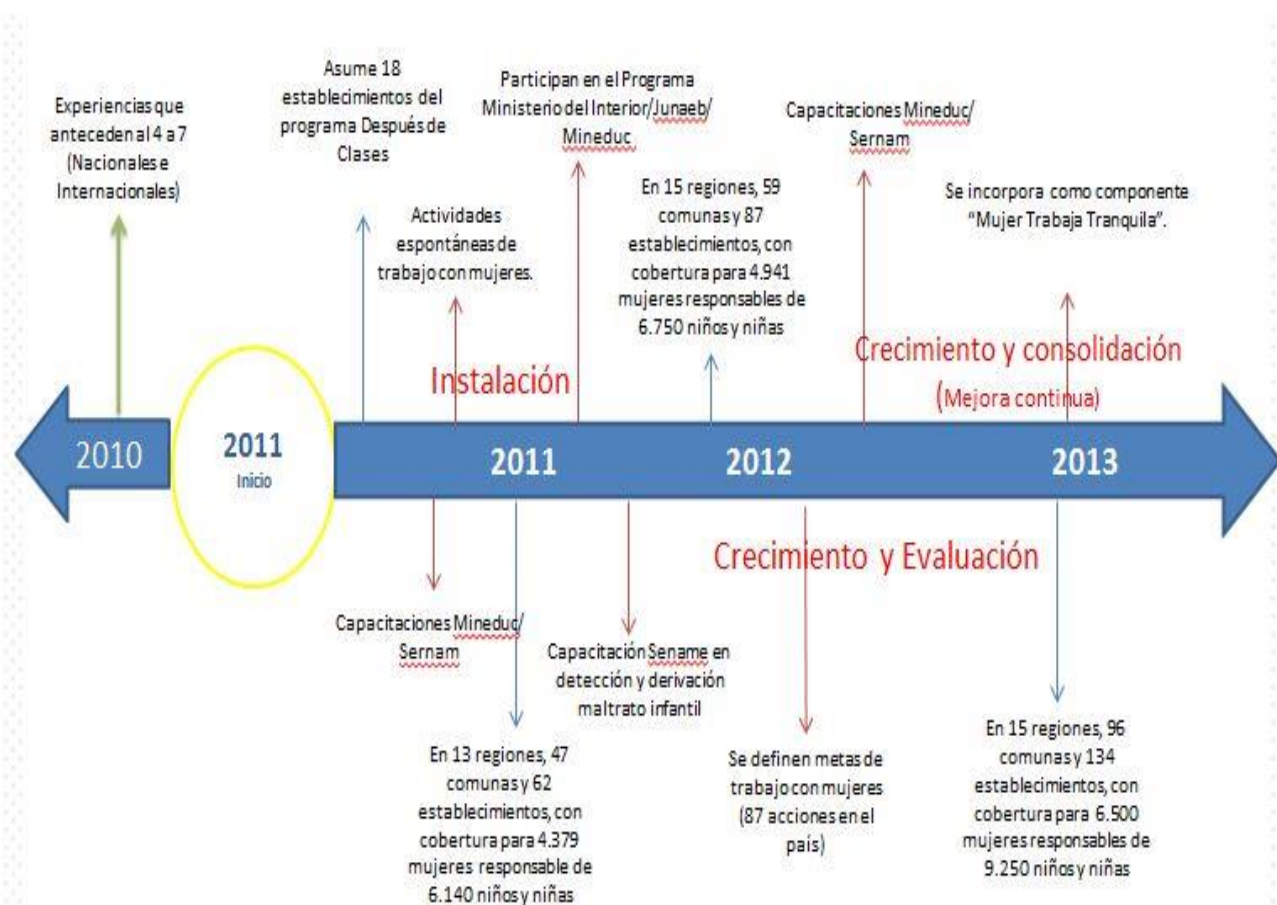 Experiencias que
anteceden al 4 a 7
(Nacionales e
Internacionales)
Asume 18
establecimientos del
programa Después de
Clases
Actividades
espontáneas de
trabajo con mujeres.
Participan en el Programa
Ministerio del Interior/Junaeb/
Mineduc
En 15 regiones, 59
comunas y 87
establecimientos, con
cobertura para 4.941
mujeres responsables de
6.750 niños y niñas
Capacitaciones Mineduc/
Sernam
Se incorpora como componente
“Mujer Trabaja Tranquila”.
Instalación
Crecimiento y consolidación
(Mejora continua)
2010
2011
Inicio
2011
2012
2013
Crecimiento y Evaluación
Capacitaciones Mineduc/
Sernam
En 13 regiones, 47
comunas y 62
establecimientos, con
cobertura para 4.379
mujeres responsable de
6.140 niños y niñas
Capacitación Sename en
detección y derivación
maltrato infantil
Se definen metas de
trabajo con mujeres
(87 acciones en el
país)
En 15 regiones, 96
comunas y 134
establecimientos, con
cobertura para 6.500
mujeres responsables de
9.250 niños y niñas